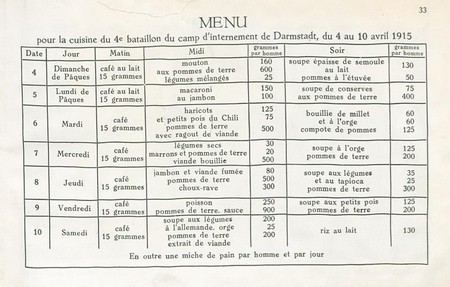 33
MENU
pour la cuisine du 4e bataillon du camp d'internement de Darmstadt, du 4 au 10 avril 1915
Date Jour Matin Midi grammes par homme Soir grammes par homme
4 Dimanche de Pâques café au lait 15 grammes mouton 160 soupe épaisse de semoule au lait 130
aux pommes de terre 600
légumes mélangés 25 pommes à l'étuvée 50
5 Lundi de Pâques café au lait 15 grammes macaroni 150 soupe de conserves 75
au jambon 100 aux pommes de terre 400
6 Mardi café 15 grammes haricots 125 bouillie de millet 60
et petits pois du Chili 75 et à l'orge 60
pommes de terre 500 compote de pommes 125
avec ragout de viande
7 Mercredi café 15 grammes légumes secs 30 soupe à l'orge 125
marrons et pommes de terre 20 pommes de terre 200
viande bouillie 500
8 Jeudi café 15 grammes jambon et viande fumée 80 soupe aux légumes 35
pommes de terre 500 et au tapioca 25
choux-rave 300 pommes de terre 300
9 Vendredi café 15 grammes poisson 250 soupe aux petits pois 125
pommes de terre. sauce 900 pommes de terre 200
10 Samedi café 15 grammes soupe aux légumes 200 riz au lait 130
à l'allemande. orge 25
pommes de terre 200
extrait de viande
En outre une miche de pain par homme et par jour